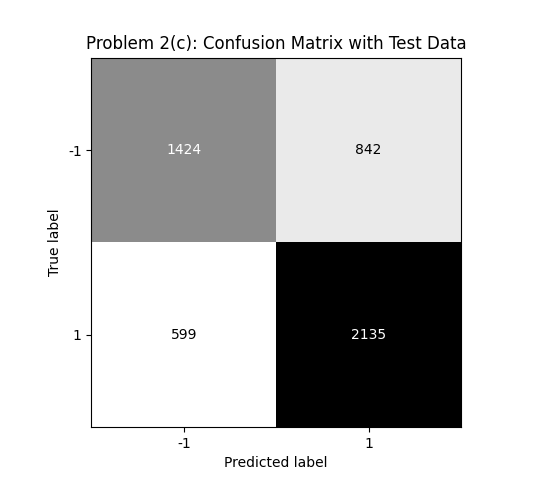 Problem 2(c): Confusion Matrix with Test Data
True label
-1
1424
842
1
599
2135
-1
1
Predicted label